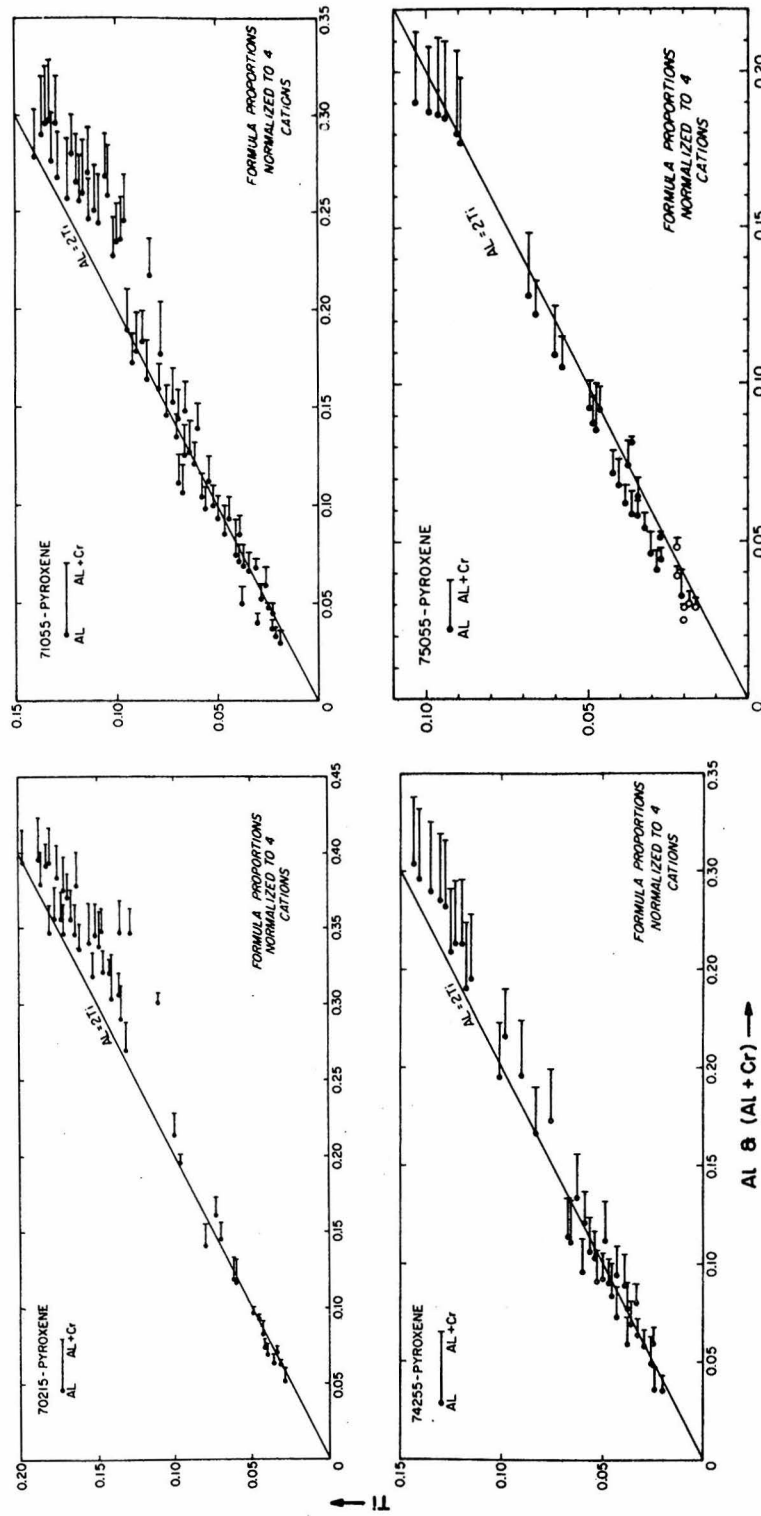 0.20
0.15
0.10
0.05
70215-PYROXENE
AL AL+Cr
AL=2Ti
FORMULA PROPORTIONS
NORMALIZED TO 4
CATIONS
0 0.05 0.10 0.15 0.20 0.25 0.30 0.35 0.40 0.45
0.15
0.10
0.05
71055-PYROXENE
AL AL+Cr
AL=2Ti
FORMULA PROPORTIONS
NORMALIZED TO 4
CATIONS
0 0.05 0.10 0.15 0.20 0.25 0.30 0.35
Ti
0.15
0.10
0.05
74255-PYROXENE
AL AL+Cr
AL=2Ti
FORMULA PROPORTIONS
NORMALIZED TO 4
CATIONS
0 0.05 0.10 0.15 0.20 0.25 0.30 0.35
0.10
0.05
75055-PYROXENE
AL AL+Cr
AL=2Ti
FORMULA PROPORTIONS
NORMALIZED TO 4
CATIONS
0 0.05 0.10 0.15 0.20
Al & (Al+Cr)